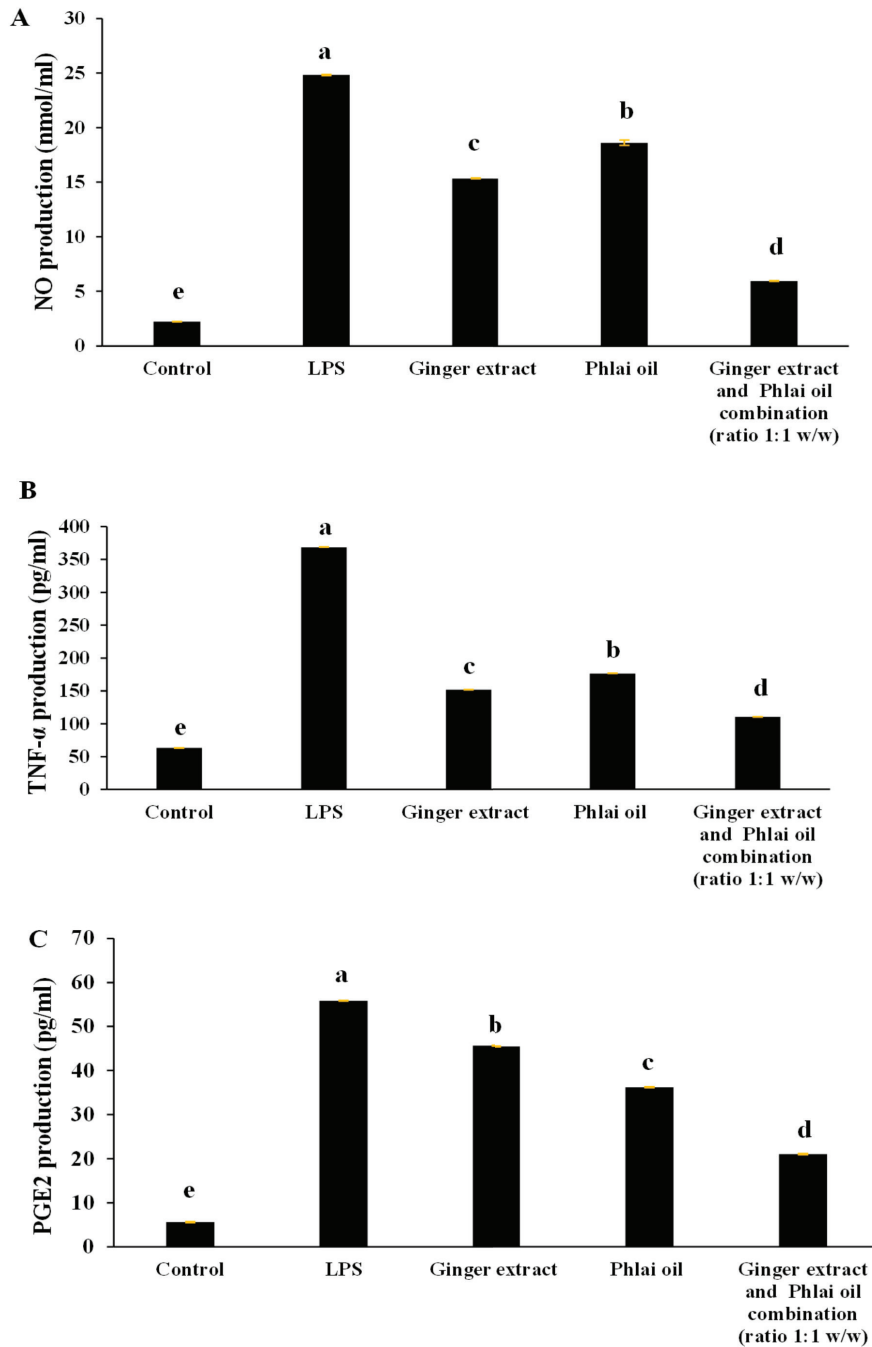 A
NO production (nmol/ml)
30
25
20
15
10
5
0
e
a
c
b
d
Control
LPS
Ginger extract
Phlai oil
Ginger extract
and Phlai oil
combination
(ratio 1:1 w/w)
B
TNF-α production (pg/ml)
400
350
300
250
200
150
100
50
0
e
a
c
b
d
Control
LPS
Ginger extract
Phlai oil
Ginger extract
and Phlai oil
combination
(ratio 1:1 w/w)
C
PGE2 production (pg/ml)
70
60
50
40
30
20
10
0
e
a
b
c
d
Control
LPS
Ginger extract
Phlai oil
Ginger extract
and Phlai oil
combination
(ratio 1:1 w/w)